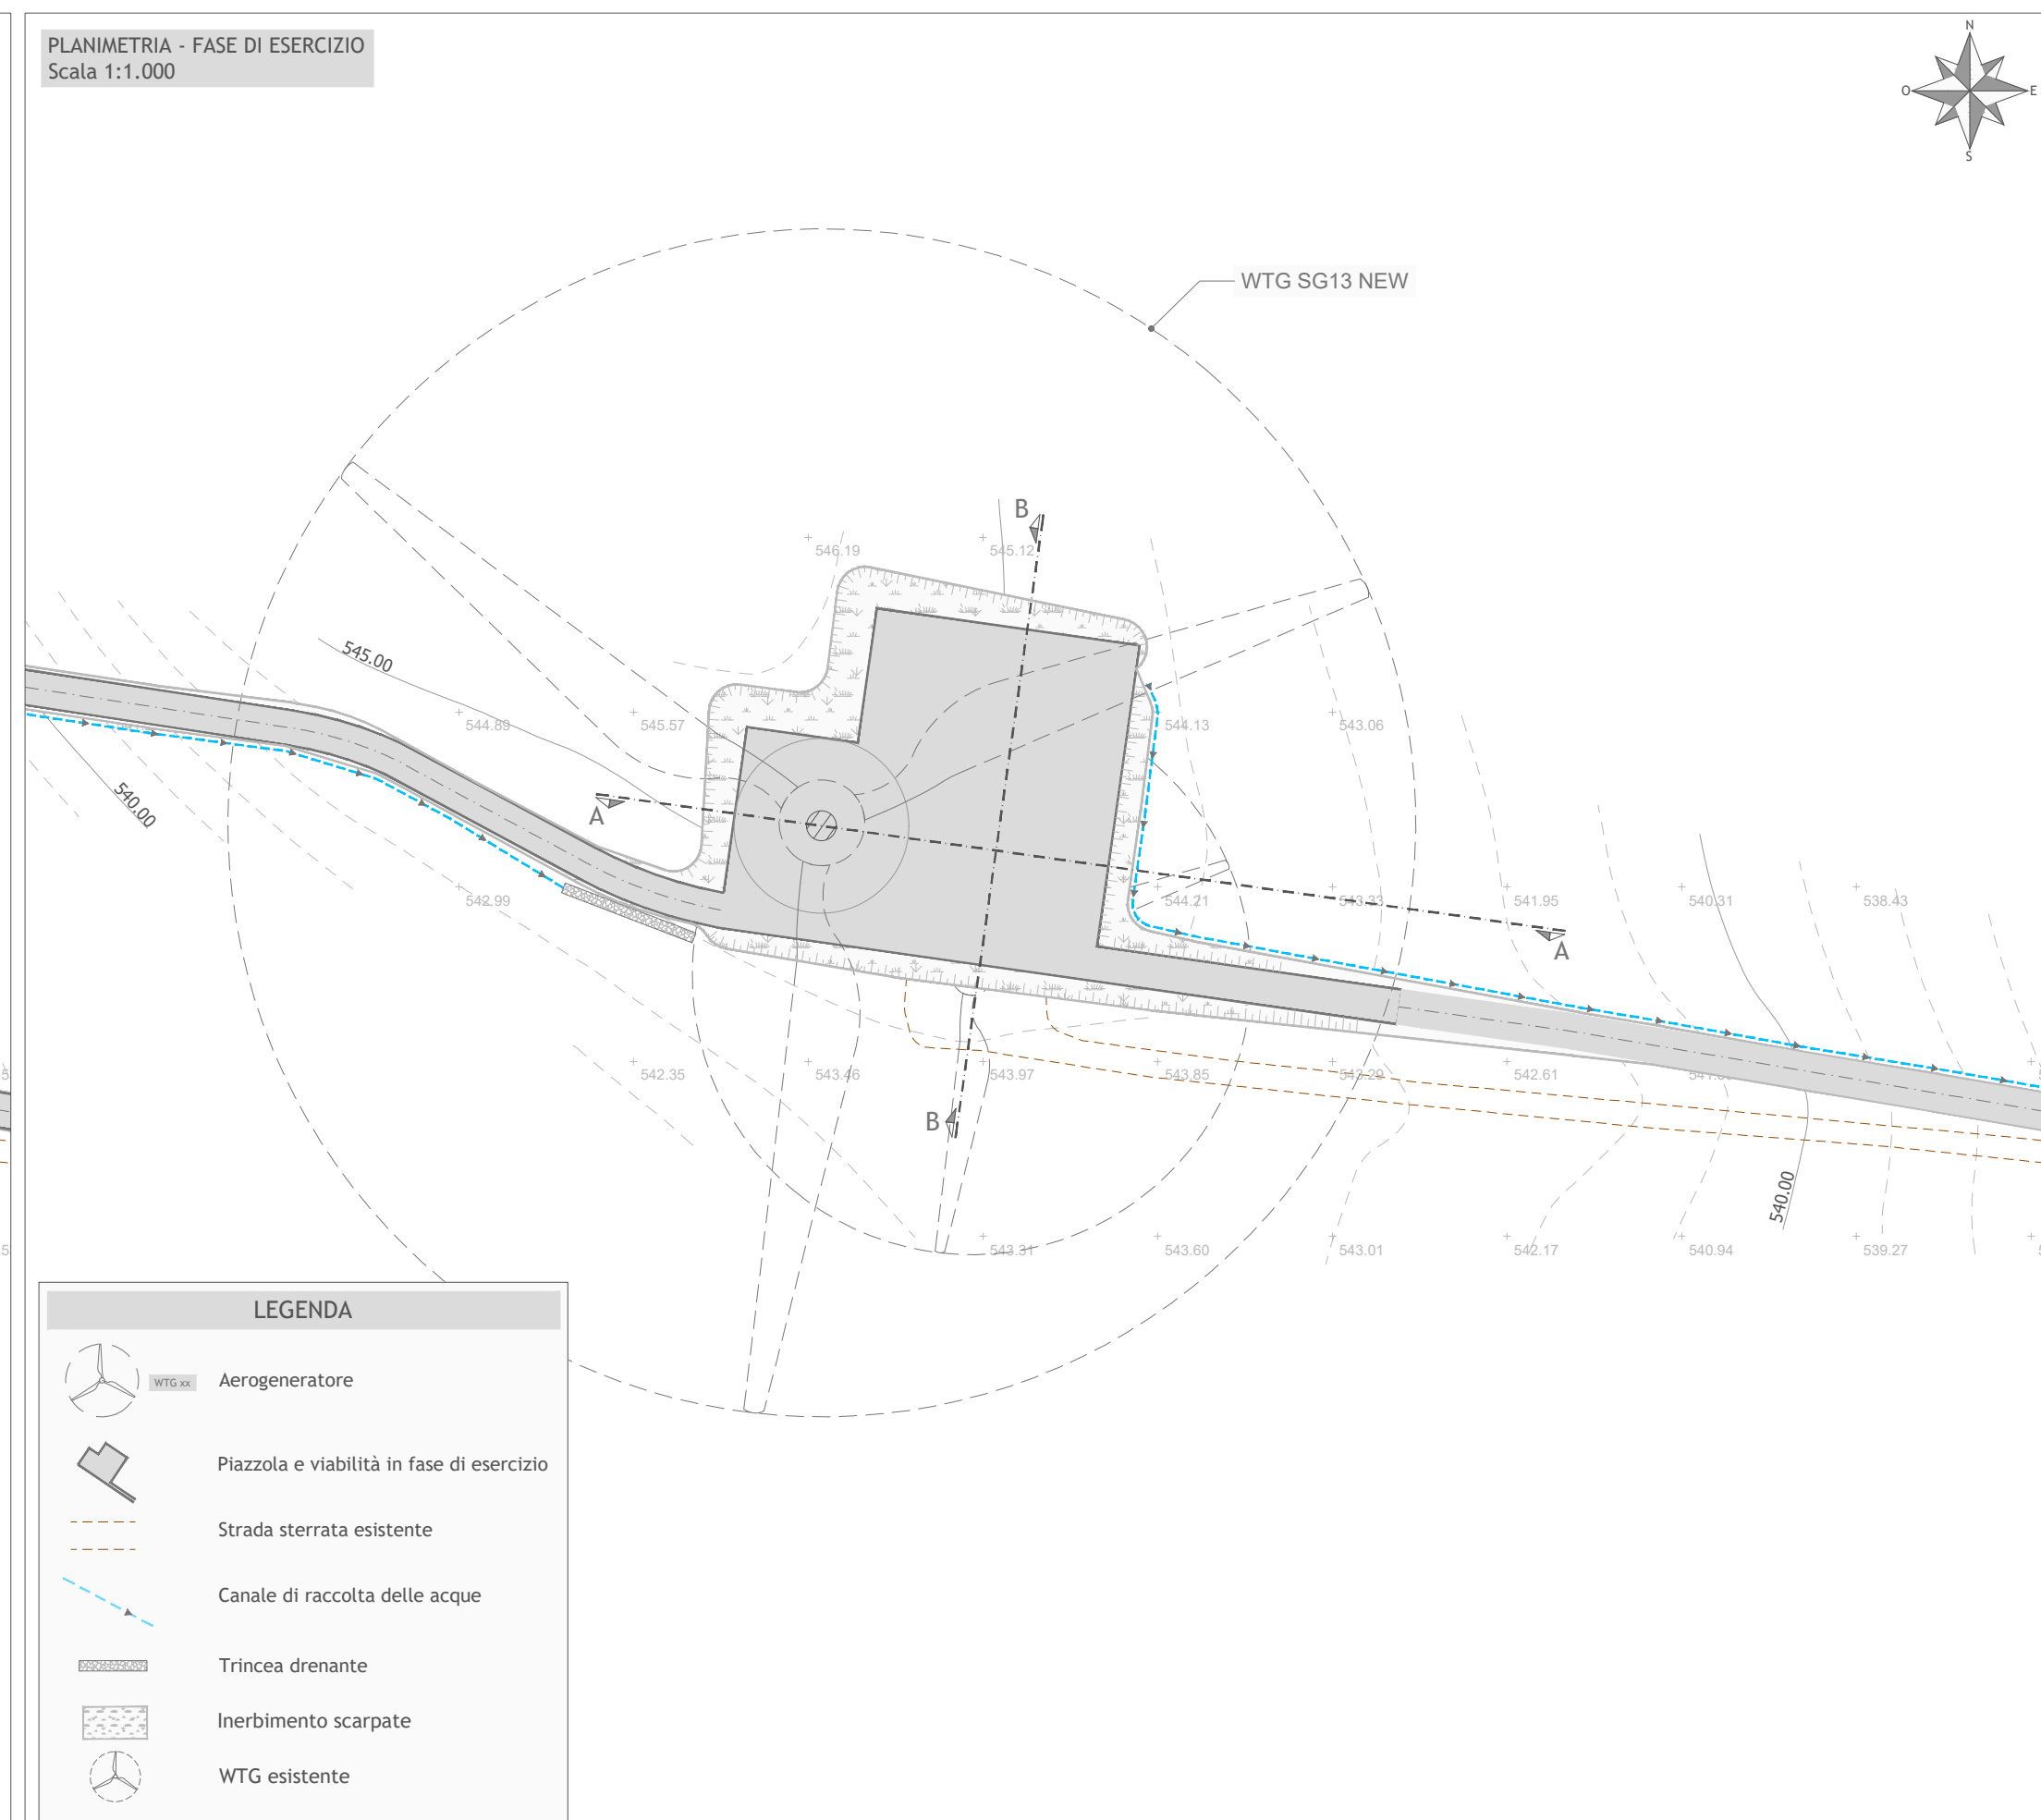 PLANIMETRIA - FASE DI ESERCIZIO
Scala 1:1.000
N
O
E
S
WTG SG13 NEW
B
546.19
545.12
545.00
544.89
545.57
544.13
543.06
540.00
A
542.99
544.21
543.33
541.95
540.31
538.43
A
542.35
543.46
543.97
543.85
543.29
542.61
B
540.00
543.31
543.60
543.01
542.17
540.94
539.27
LEGENDA
WTG xx
Aerogeneratore
Piazzola e viabilità in fase di esercizio
Strada sterrata esistente
Canale di raccolta delle acque
Trincea drenante
Inerbimento scarpate
WTG esistente